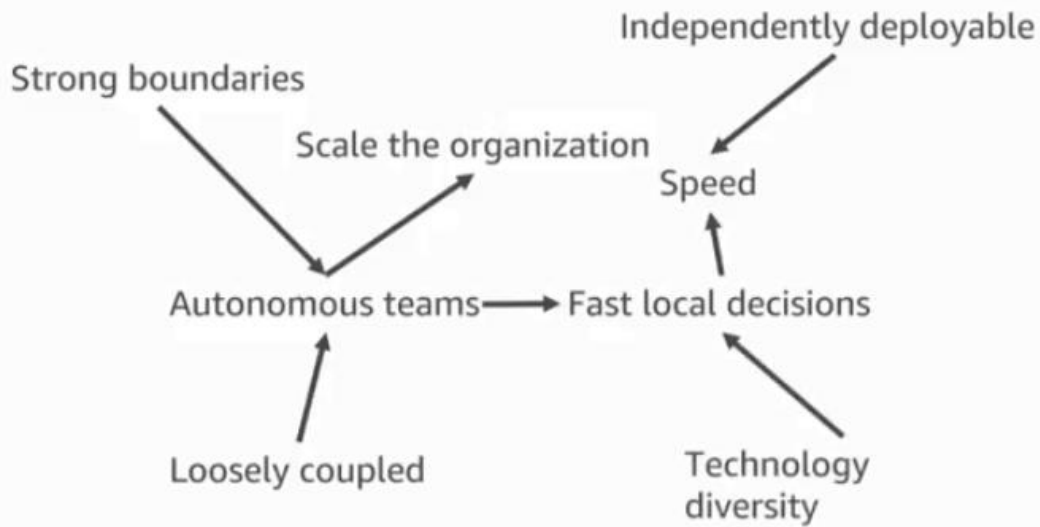 Independently deployable
Strong boundaries
Scale the organization
Speed
Autonomous teams
Fast local decisions
Loosely coupled
Technology
diversity